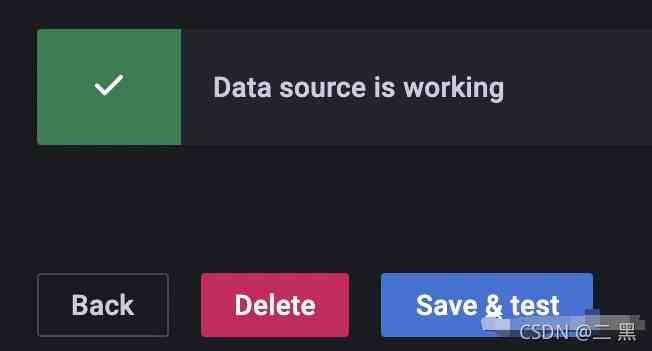 Data source is working
Back
Delete
Save & test
CSDN @二 黑